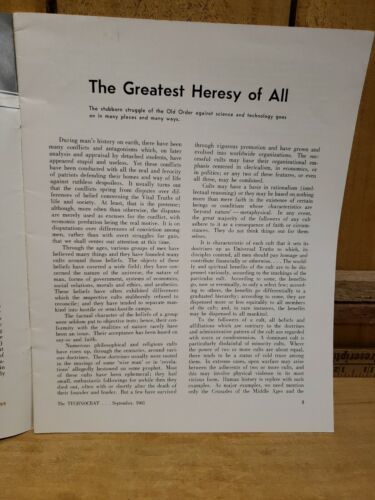 The Greatest Heresy of All
The stubborn struggle of the Old Order against science and technology goes
on in many places and many ways.
During man's history on earth, there have been
many conflicts and antagonisms which, on later
analysis and appraisal by detached students, have
appeared stupid and useless. Yet these conflicts
have been conducted with all the zeal and ferocity
of patriots defending their homes and way of life
against ruthless despoilers. It usually turns out
that the conflicts spring from disputes over dif-
ferences of belief concerning the Vital Truths of
life and society. At least, that is the pretense;
although, more often than otherwise, the disputes
are merely used as excuses for the conflict, with
economic predation being the real motive. It is on
disputations over differences of conviction among
men, rather than with overt struggles for gain,
that we shall center our attention at this time.
Through the ages, various groups of men have
believed many things and they have founded many
cults around those beliefs. The objects of these
beliefs have covered a wide field; they have con-
cerned the nature of the universe, the nature of
man, forms of government, systems of economics,
social relations, morals and ethics, and aesthetics.
These beliefs have often exhibited differences
which the respective cults stubbornly refused to
reconcile; and they have tended to separate man-
kind into hostile or semi-hostile camps.
The factual character of the beliefs of a group
were seldom put to objective tests; hence, their con-
formity with the realities of nature rarely have
been an issue. Their acceptance has been based on
say-so and faith.
Numerous philosophical and religious cults
have risen up, through the centuries, around vari-
ous doctrines. These doctrines usually were rooted
in the musings of some 'wise man' or in 'revela-
tions' allegedly bestowed on some prophet. Most
of these cults have been ephemeral; they had
small, enthusiastic followings for awhile then they
died out, often with or shortly after the death of
their founder and leader. But a few have survived
through vigorous promotion and have grown and
evolved into worldwide organizations. The suc-
cessful cults may have their organizational em-
phasis centered in clericalism, in economics, or
in politics; or any two of these features, or even
all three, may be combined.
Cults may have a basis in rationalism (intel-
lectual reasoning) or they may be based on nothing
more than mere faith in the existence of certain
beings or conditions whose characteristics are
'beyond nature'—metaphysical. In any event,
the great majority of the followers of any cult
adhere to it as a consequence of faith or circum-
stances. They do not think things out for them-
selves.
It is characteristic of each cult that it sets its
doctrines up as Universal Truths to which, its
disciples contend, all men should pay homage and
contribute financially or otherwise. The world-
ly and spiritual benefits of the cult are to be dis-
pensed variously, according to the teachings of the
particular cult. According to some, the benefits
go, now or eventually, to only a select few; accord-
ing to others, the benefits go differentially to a
graduated hierarchy; according to some, they are
dispensed more or less equitably to all members
of the cult; and, in rare instances, the benefits
may be dispensed to all mankind.
To the followers of a cult, all beliefs and
affiliations which are contrary to the doctrines
and administrative pattern of the cult are regarded
with scorn or condemnation. A dominant cult is
particularly disdainful of minority cults. Where
the power of two or more cults are about equal,
there tends to be a status of cold truce among
them. In extreme cases, open warfare may arise
between the adherents of two or more cults, and
this may involve physical violence in its most
vicious form. Human history is replete with such
examples. As major examples, we need mention
only the Crusades of the Middle Ages and the
The TECHNOCRAT . . . September, 1960
3